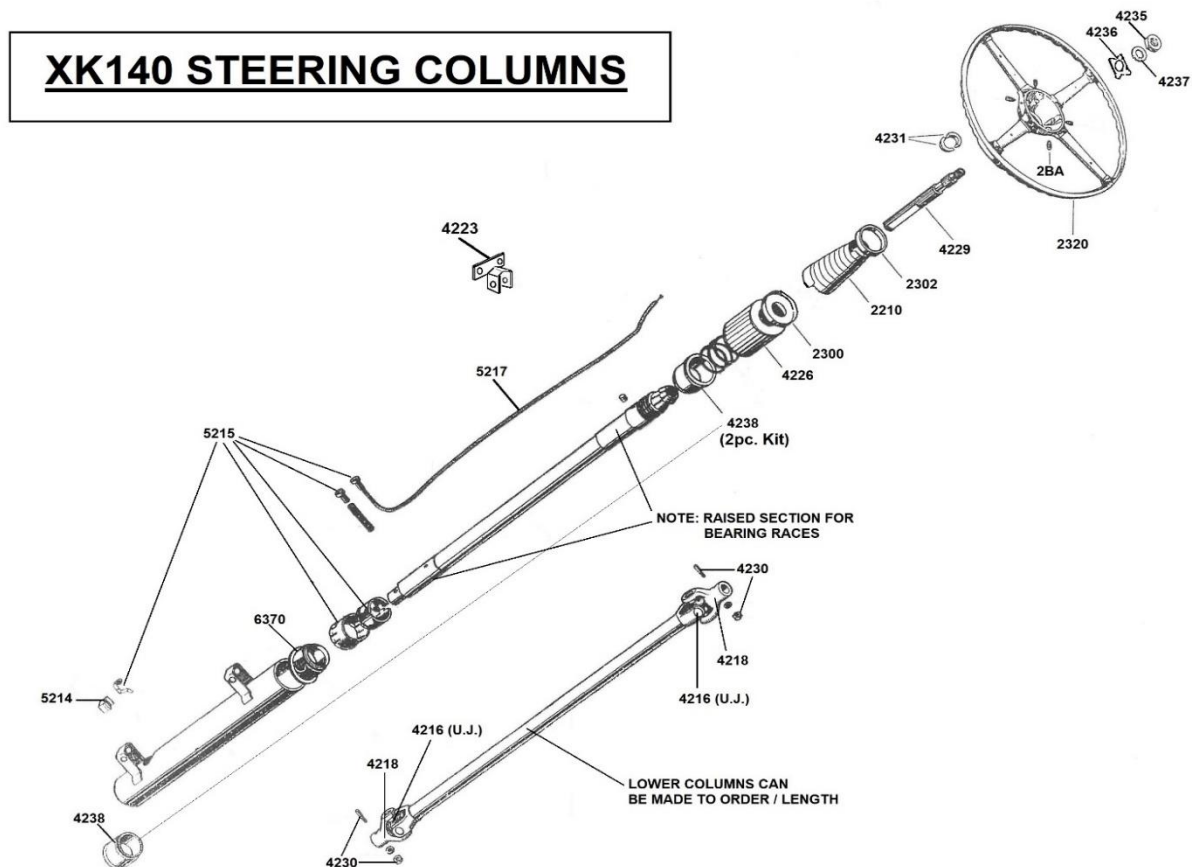 XK140 STEERING COLUMNS
4235
4236
4237
4231
2BA
4229
2320
4223
2302
2210
2300
4226
5217
4238
(2pc. Kit)
5215
NOTE: RAISED SECTION FOR
BEARING RACES
4230
6370
4218
5214
4216 (U.J.)
4216 (U.J.)
4218
LOWER COLUMNS CAN
BE MADE TO ORDER / LENGTH
4238
4230